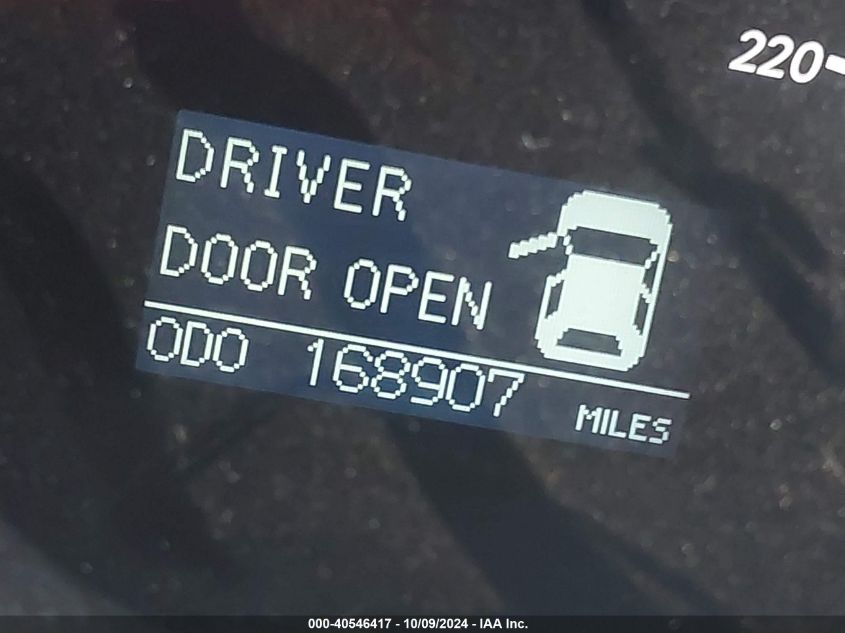 220
DRIVER
DOOR OPEN
ODO 168907 MILES
000-40546417 - 10/09/2024 - IAA Inc.